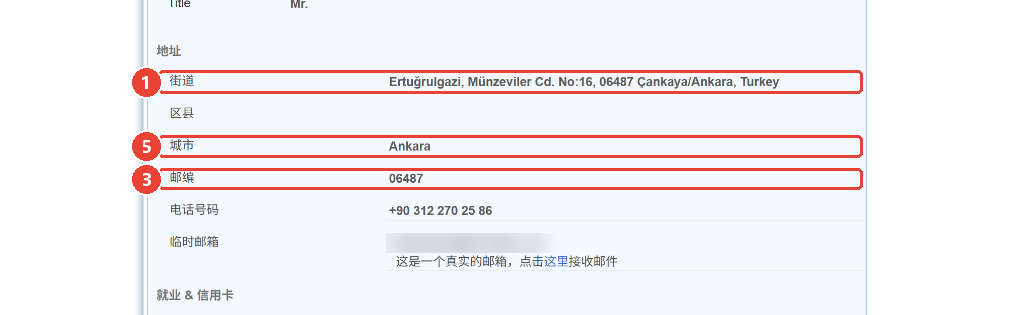 Title Mr.
地址
1 街道 Ertuğrulgazi, Münzeviler Cd. No:16, 06487 Çankaya/Ankara, Turkey
区县
5 城市 Ankara
3 邮编 06487
电话号码 +90 312 270 25 86
临时邮箱
这是一个真实的邮箱，点击这里接收邮件
就业 & 信用卡